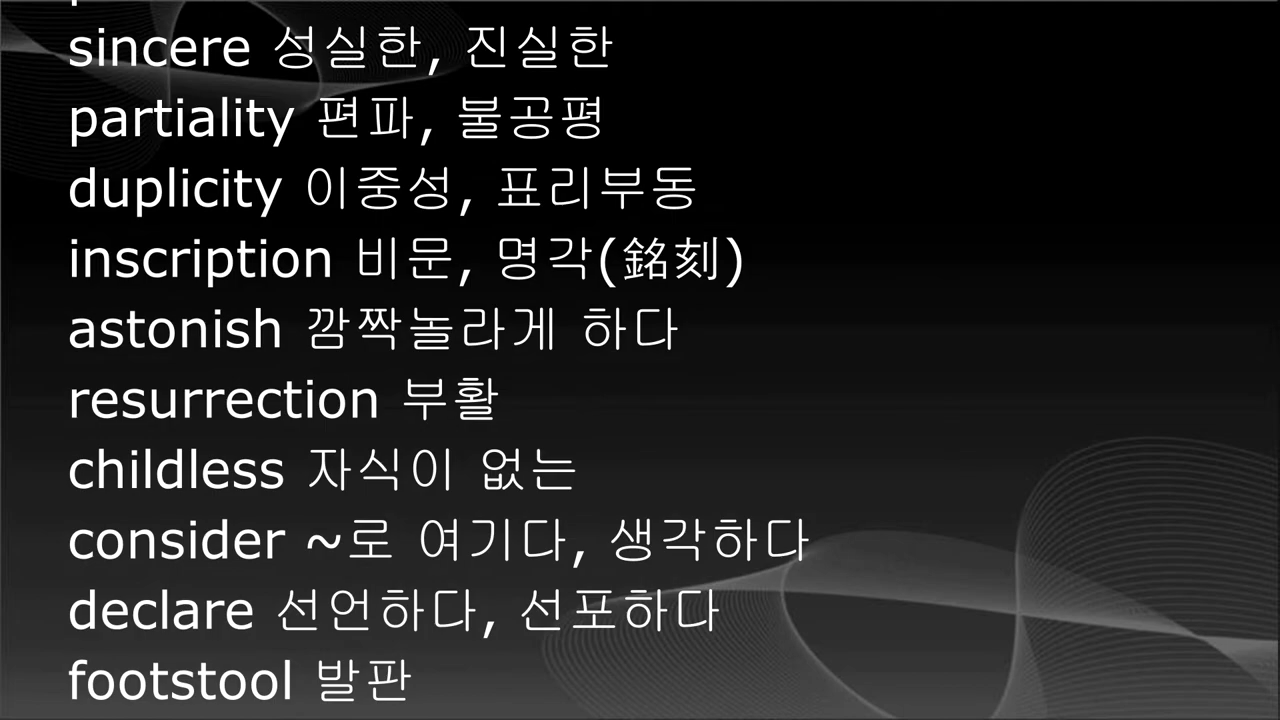 sincere 성실한, 진실한
partiality 편파, 불공평
duplicity 이중성, 표리부동
inscription 비문, 명각(銘刻)
astonish 깜짝놀라게 하다
resurrection 부활
childless 자식이 없는
consider ~로 여기다, 생각하다
declare 선언하다, 선포하다
footstool 발판